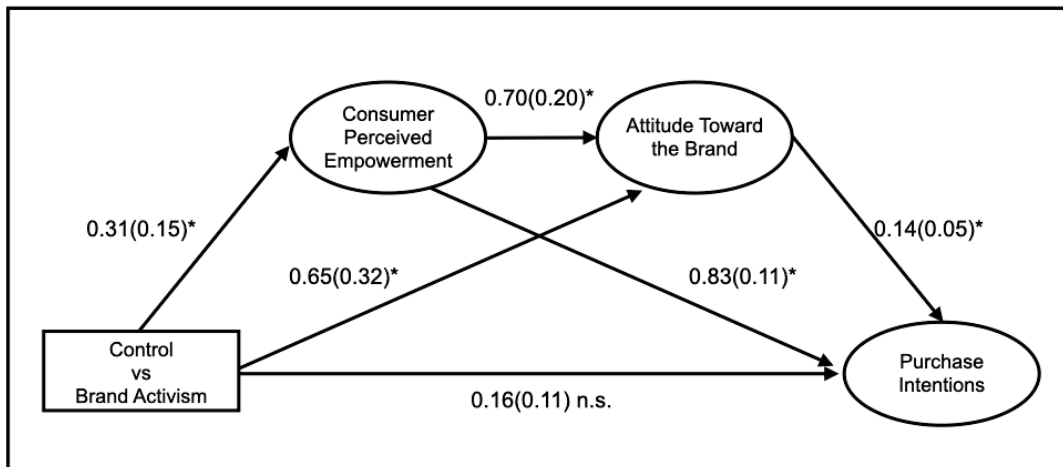 0.70(0.20)*
Consumer
Perceived
Empowerment
Attitude Toward
the Brand
0.31(0.15)*
0.14(0.05)*
0.65(0.32)*
0.83(0.11)*
Control
vs
Brand Activism
Purchase
Intentions
0.16(0.11) n.s.